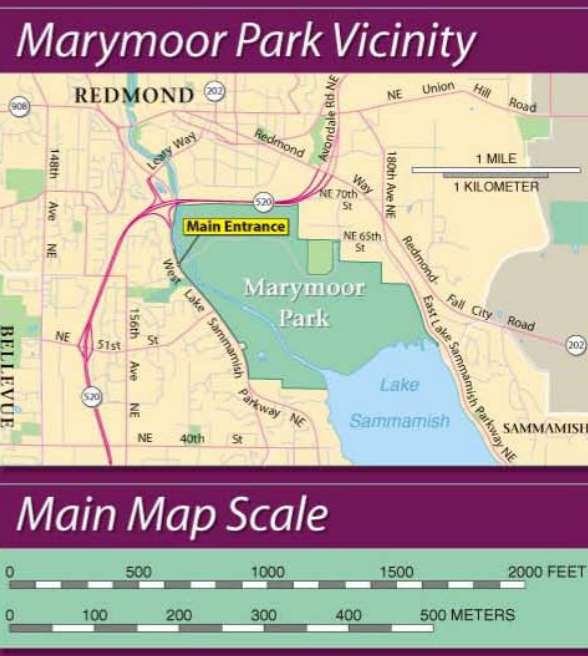 Marymoor Park Vicinity
REDMOND
202
908
NE Union Hill Road
Avondale Rd NE
Leary Way
Redmond Way
148th Ave NE
180th Ave NE
1 MILE
1 KILOMETER
NE 70th
St
520
Main Entrance
NE 65th
St
West Lake Sammamish Parkway NE
Marymoor
Park
Redmond-Fall City Road
East Lake Sammamish Parkway NE
BELLEVUE
NE 51st St
156th Ave NE
202
520
Lake
Sammamish
SAMMAMISH
NE 40th St
Main Map Scale
0 500 1000 1500 2000 FEET
0 100 200 300 400 500 METERS